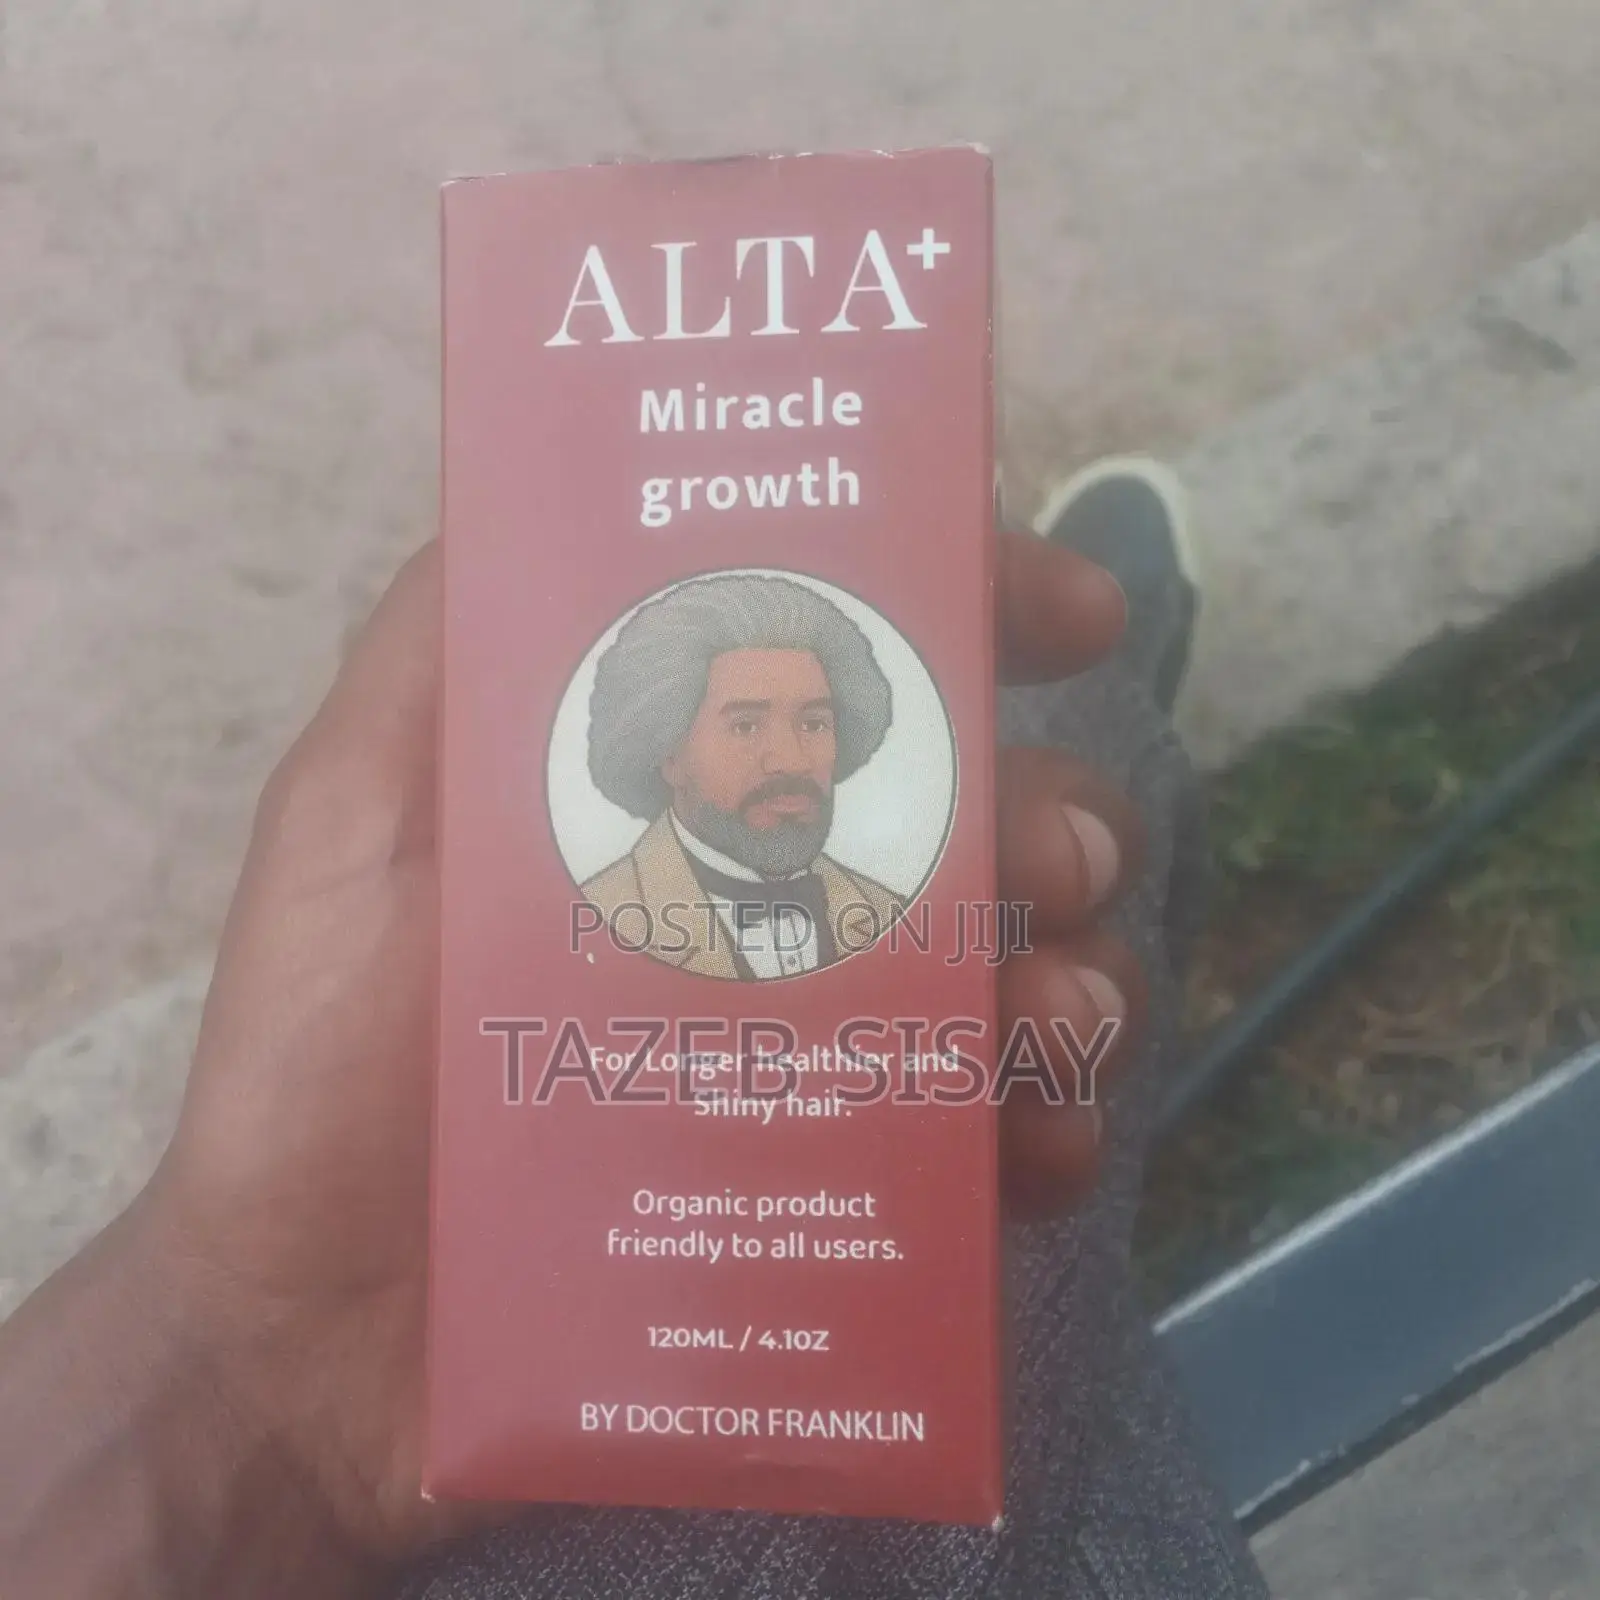 ALTA+
Miracle
growth
POSTED ON JIJI
TAZEB SISAY
For Longer healthier and
Shiny hair.
Organic product
friendly to all users.
120ML / 4.1OZ
BY DOCTOR FRANKLIN